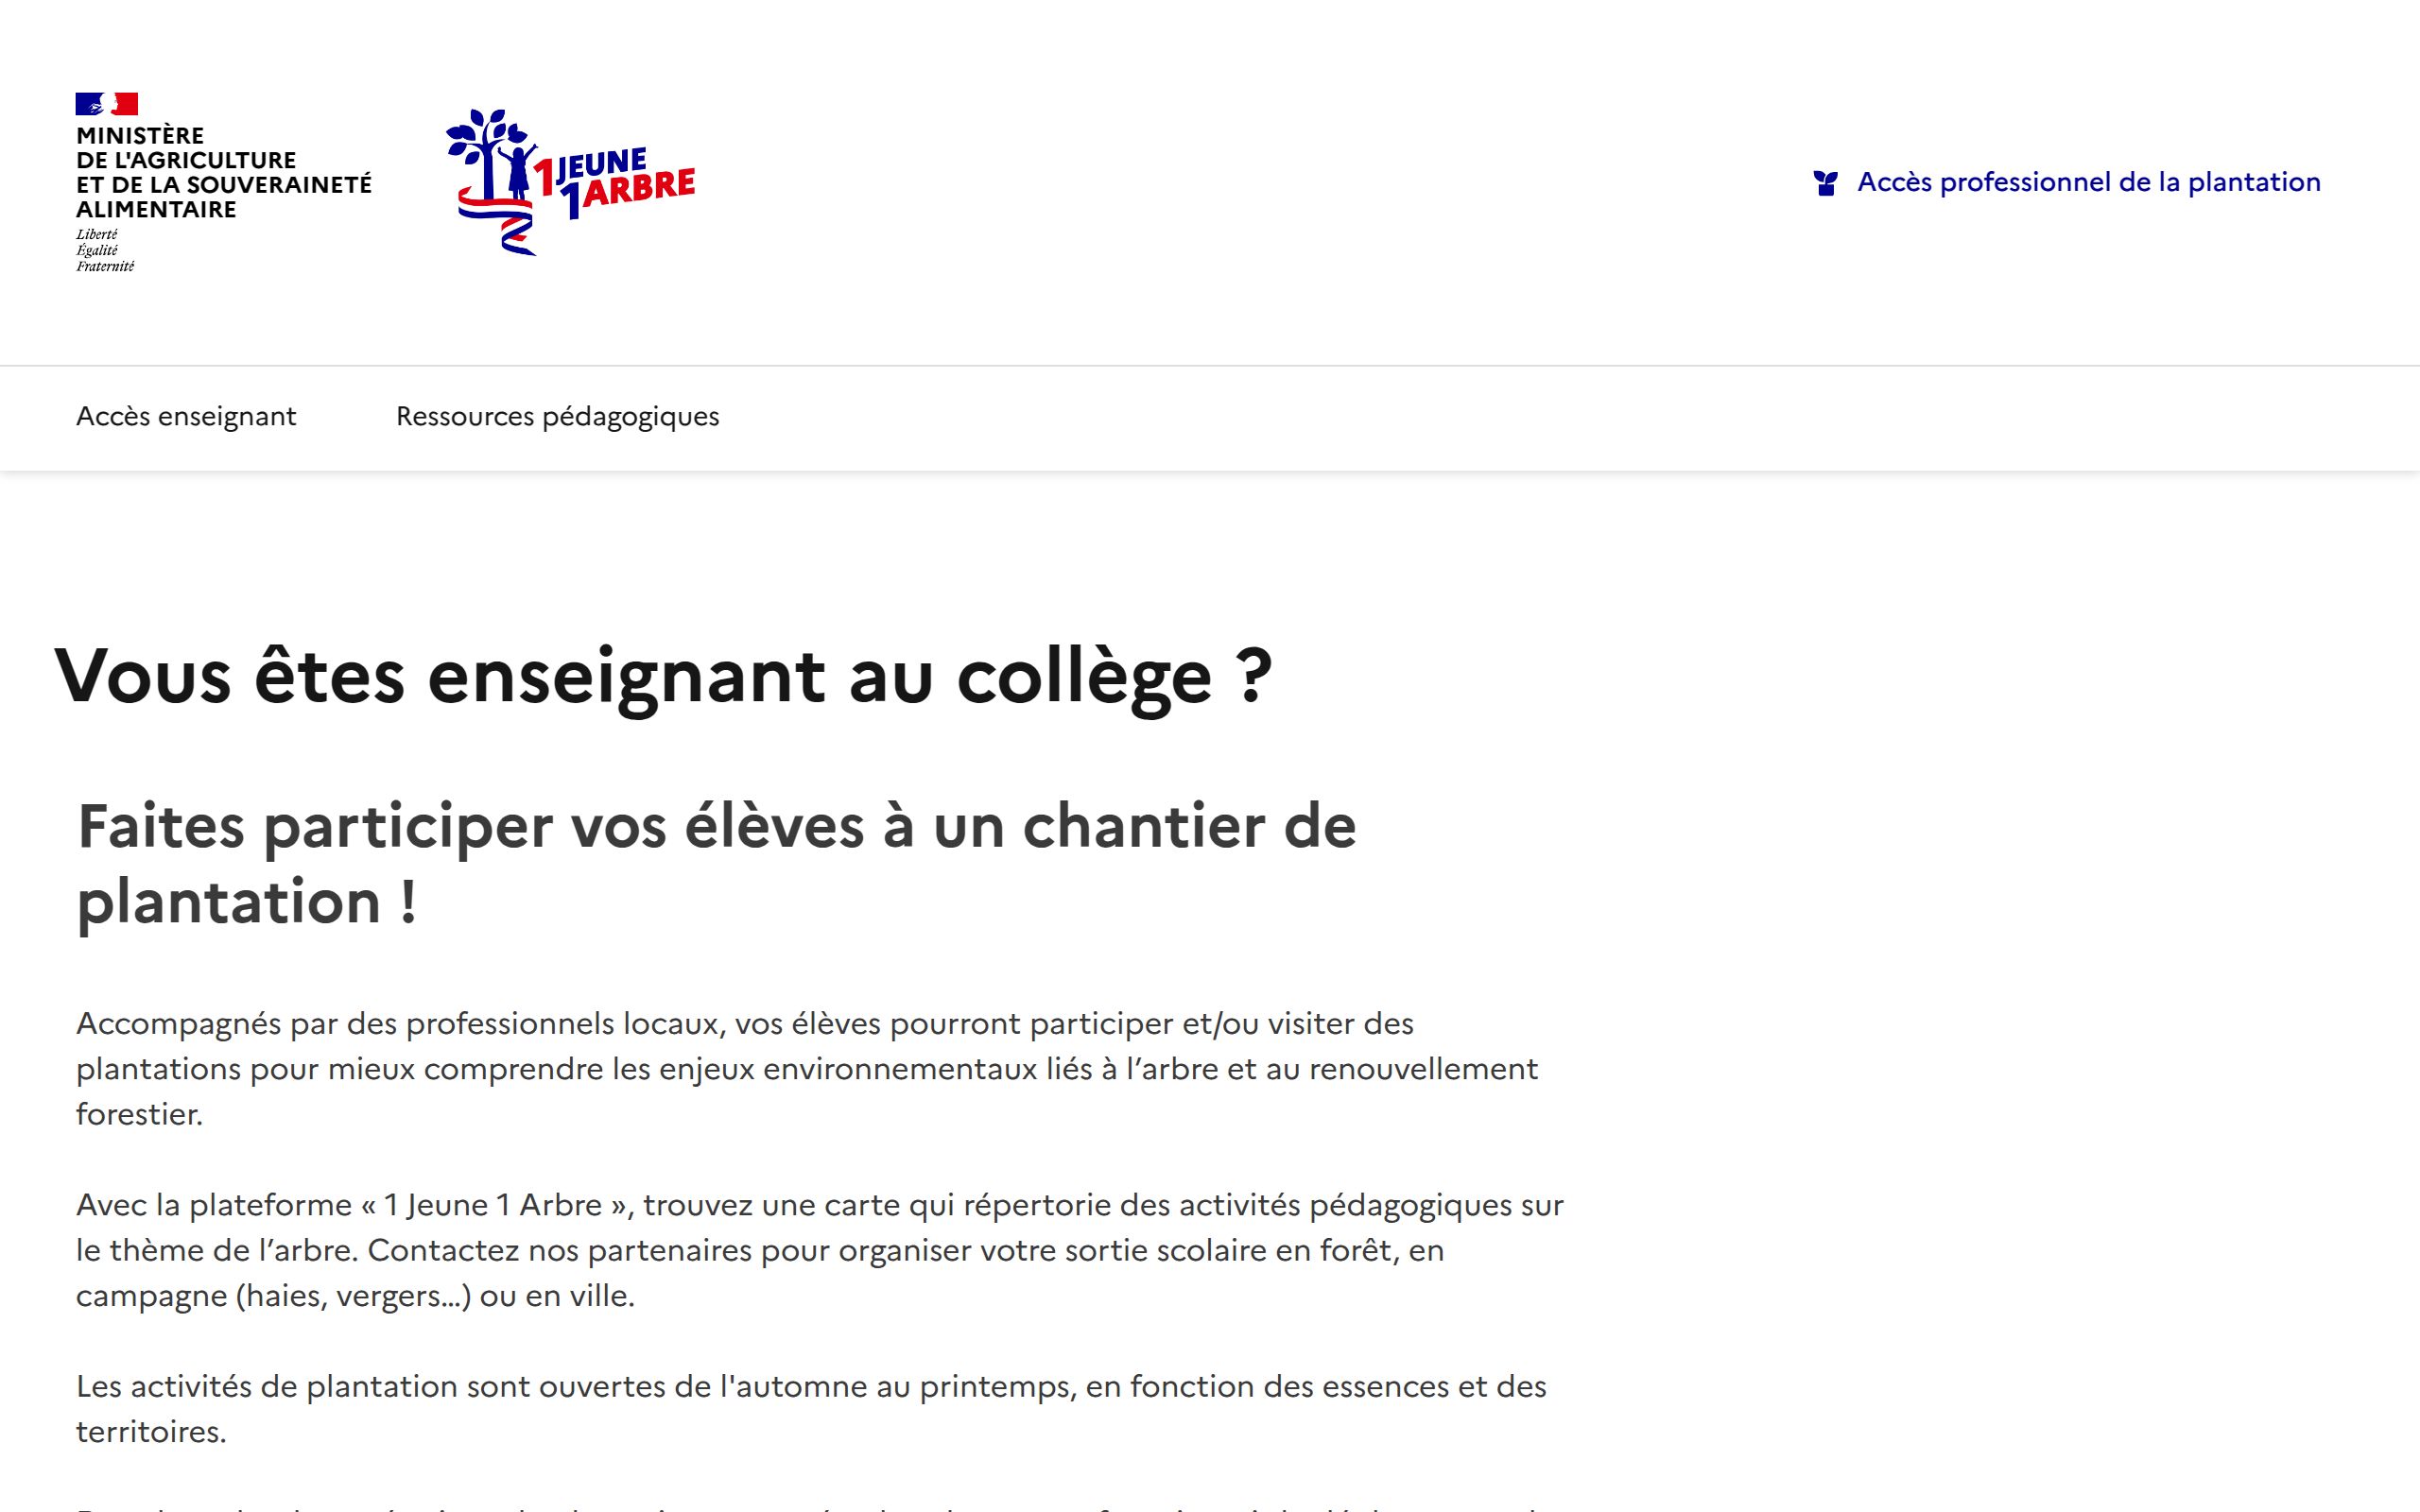 MINISTÈRE
DE L'AGRICULTURE
ET DE LA SOUVERAINETÉ
ALIMENTAIRE
Liberté
Égalité
Fraternité
1 JEUNE
1 ARBRE
Accès professionnel de la plantation
Accès enseignant
Ressources pédagogiques
Vous êtes enseignant au collège ?
Faites participer vos élèves à un chantier de
plantation !
Accompagnés par des professionnels locaux, vos élèves pourront participer et/ou visiter des
plantations pour mieux comprendre les enjeux environnementaux liés à l’arbre et au renouvellement
forestier.
Avec la plateforme « 1 Jeune 1 Arbre », trouvez une carte qui répertorie des activités pédagogiques sur
le thème de l’arbre. Contactez nos partenaires pour organiser votre sortie scolaire en forêt, en
campagne (haies, vergers…) ou en ville.
Les activités de plantation sont ouvertes de l'automne au printemps, en fonction des essences et des
territoires.